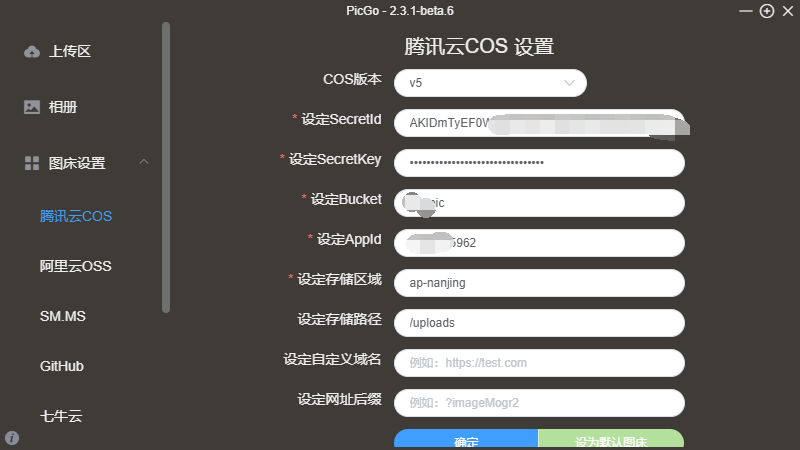 PicGo - 2.3.1-beta.6
上传区
相册
图床设置
腾讯云COS
阿里云OSS
SM.MS
GitHub
七牛云
腾讯云COS 设置
COS版本 v5
* 设定SecretId AKIDmTyEF0W
* 设定SecretKey ••••••••••••••••••••••••••••••••
* 设定Bucket ic
* 设定AppId 5962
* 设定存储区域 ap-nanjing
设定存储路径 /uploads
设定自定义域名 例如：https://test.com
设定网址后缀 例如：?imageMogr2
确定 设为默认图床